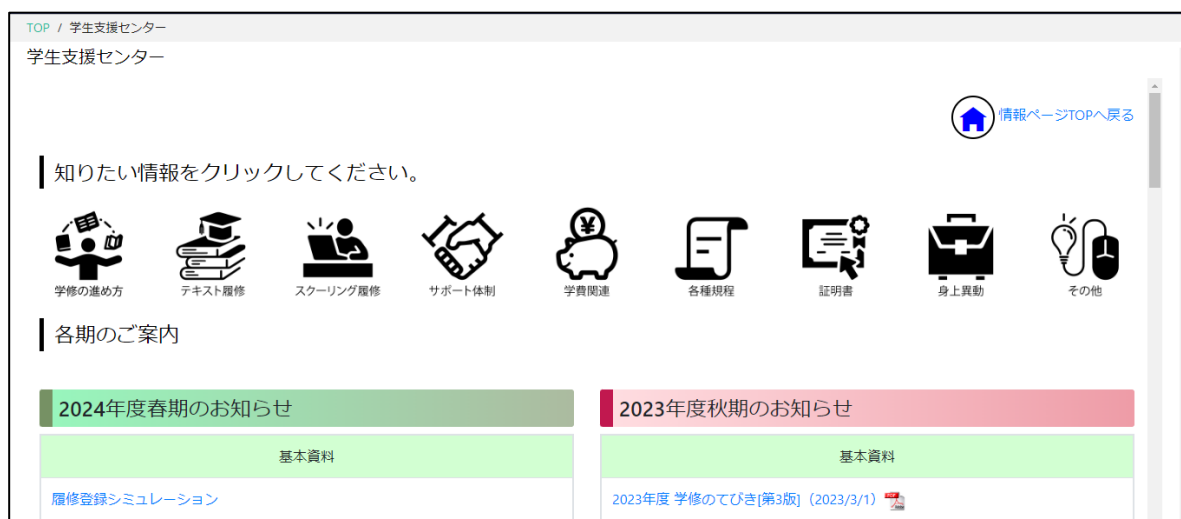 TOP / 学生支援センター
学生支援センター
情報ページTOPへ戻る
知りたい情報をクリックしてください。
学修の進め方 テキスト履修 スクーリング履修 サポート体制 学費関連 各種規程 証明書 身上異動 その他
各期のご案内
2024年度春期のお知らせ
基本資料
履修登録シミュレーション
2023年度秋期のお知らせ
基本資料
2023年度 学修のてびき[第3版]（2023/3/1）